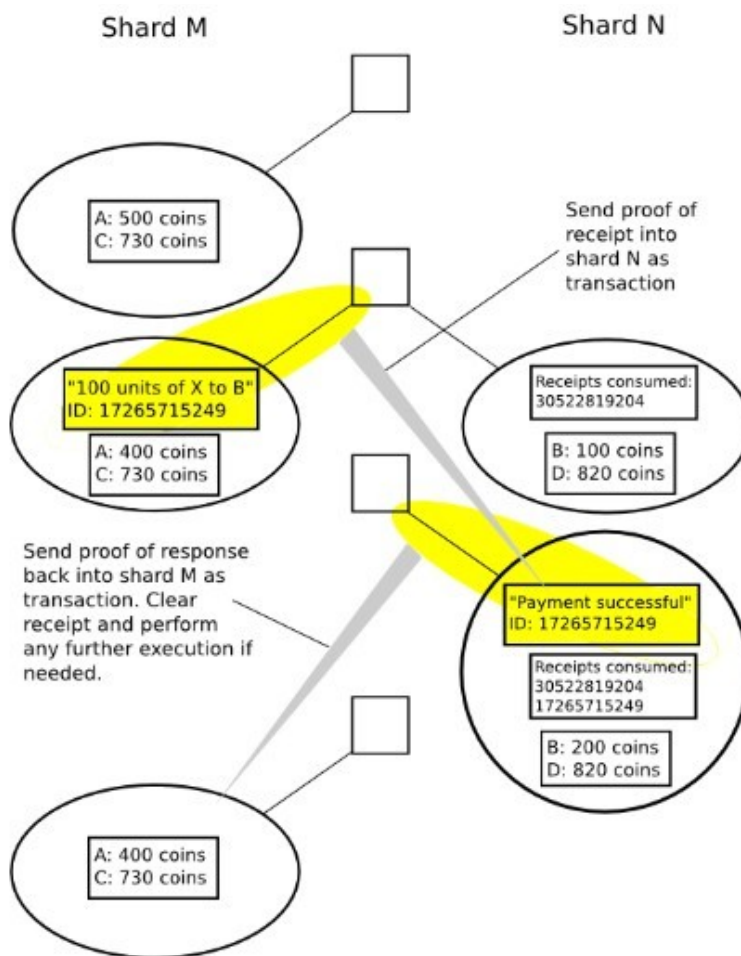 Shard M
Shard N
A: 500 coins
C: 730 coins
Send proof of
receipt into
shard N as
transaction
"100 units of X to B"
ID: 17265715249
A: 400 coins
C: 730 coins
Receipts consumed:
30522819204
B: 100 coins
D: 820 coins
Send proof of response
back into shard M as
transaction. Clear
receipt and perform
any further execution if
needed.
"Payment successful"
ID: 17265715249
Receipts consumed:
30522819204
17265715249
B: 200 coins
D: 820 coins
A: 400 coins
C: 730 coins